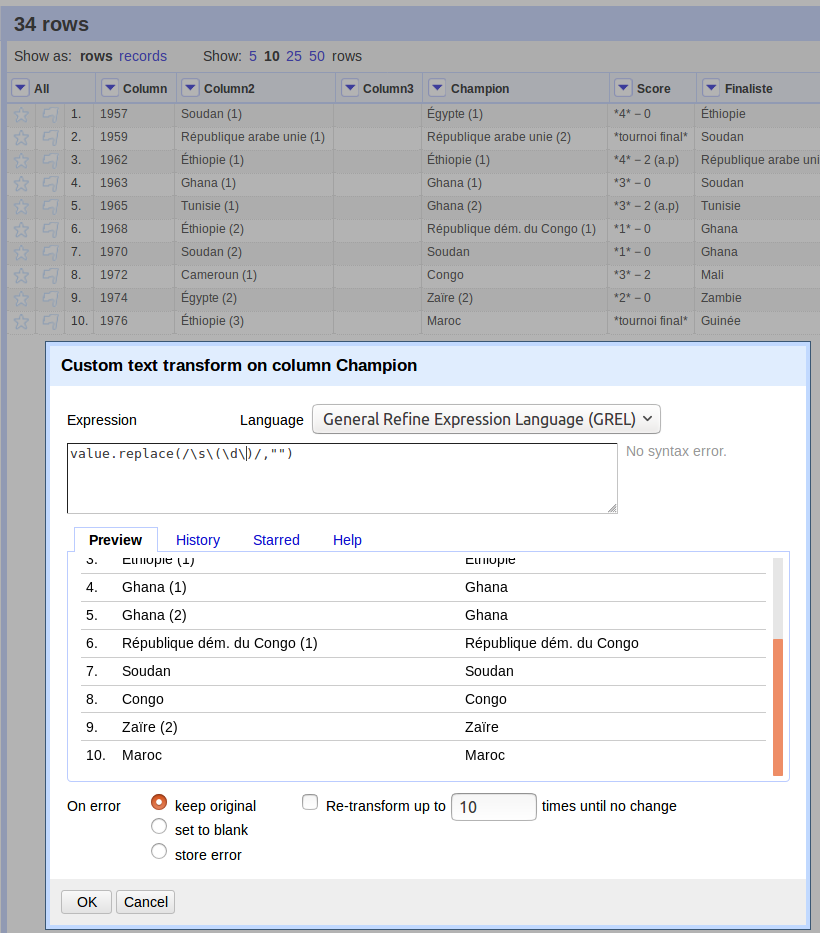 34 rows
Show as: rows records Show: 5 10 25 50 rows
All Column Column2 Column3 Champion Score Finaliste
1. 1957 Soudan (1) Égypte (1) *4* – 0 Éthiopie
2. 1959 République arabe unie (1) République arabe unie (2) *tournoi final* Soudan
3. 1962 Éthiopie (1) Éthiopie (1) *4* – 2 (a.p) République arabe uni
4. 1963 Ghana (1) Ghana (1) *3* – 0 Soudan
5. 1965 Tunisie (1) Ghana (2) *3* – 2 (a.p) Tunisie
6. 1968 Éthiopie (2) République dém. du Congo (1) *1* – 0 Ghana
7. 1970 Soudan (2) Soudan *1* – 0 Ghana
8. 1972 Cameroun (1) Congo *3* – 2 Mali
9. 1974 Égypte (2) Zaïre (2) *2* – 0 Zambie
10. 1976 Éthiopie (3) Maroc *tournoi final* Guinée
Custom text transform on column Champion
Expression Language General Refine Expression Language (GREL)
value.replace(/\s\(\d\)/,"") No syntax error.
Preview History Starred Help
3. Éthiopie (1) Éthiopie
4. Ghana (1) Ghana
5. Ghana (2) Ghana
6. République dém. du Congo (1) République dém. du Congo
7. Soudan Soudan
8. Congo Congo
9. Zaïre (2) Zaïre
10. Maroc Maroc
On error keep original Re-transform up to 10 times until no change
set to blank
store error
OK Cancel